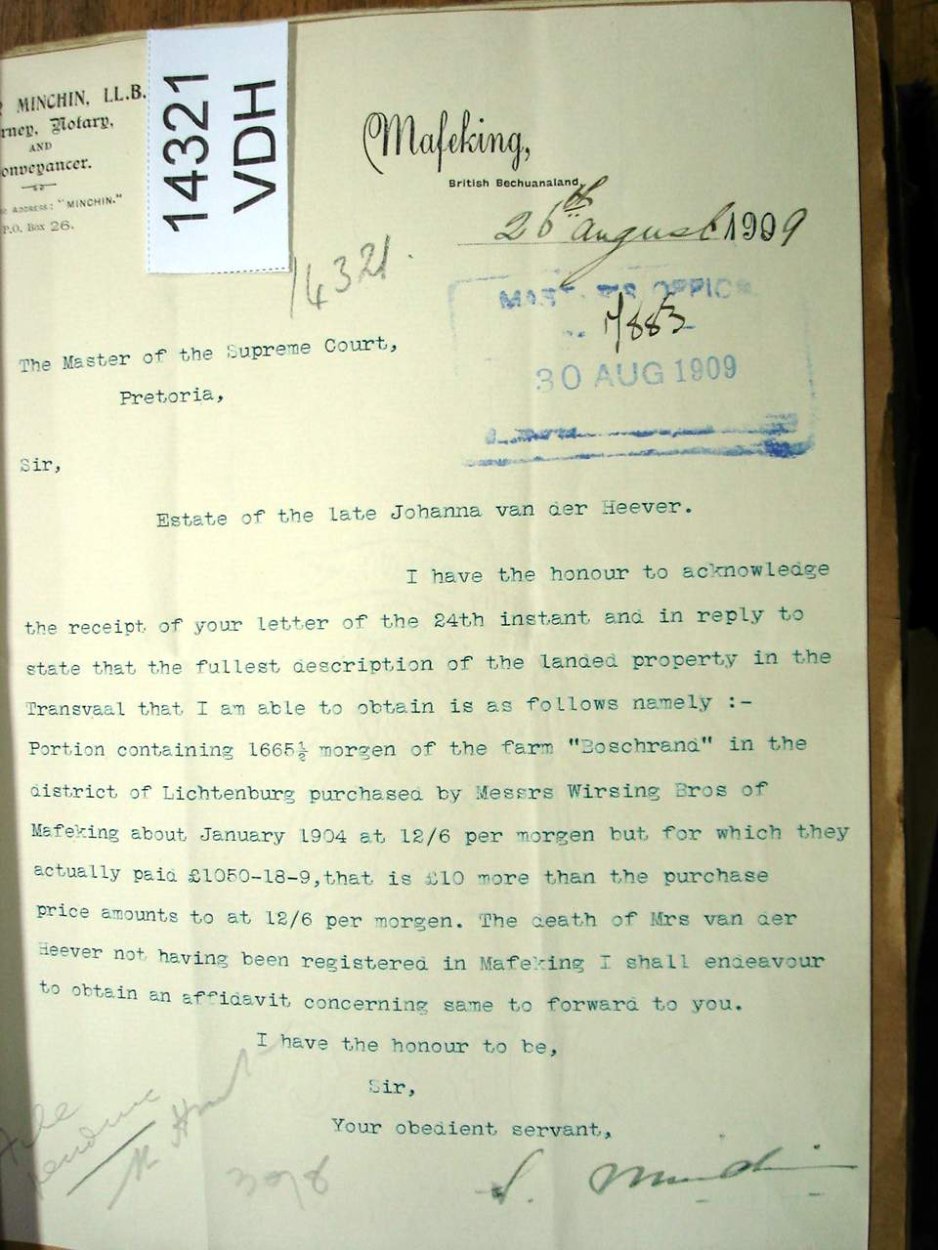 MINCHIN, LL.B.
rney, Notary,
AND
onveyancer.
ADDRESS: "MINCHIN."
P.O. Box 26.
14321
VDH
Mafeking,
British Bechuanaland,
26th August 1909
14321.
MASTER'S OFFICE
30 AUG 1909
The Master of the Supreme Court,
Pretoria,
Sir,
Estate of the late Johanna van der Heever.
I have the honour to acknowledge
the receipt of your letter of the 24th instant and in reply to
state that the fullest description of the landed property in the
Transvaal that I am able to obtain is as follows namely :-
Portion containing 1665½ morgen of the farm "Boschrand" in the
district of Lichtenburg purchased by Messrs Wirsing Bros of
Mafeking about January 1904 at 12/6 per morgen but for which they
actually paid £1050-18-9,that is £10 more than the purchase
price amounts to at 12/6 per morgen. The death of Mrs van der
Heever not having been registered in Mafeking I shall endeavour
to obtain an affidavit concerning same to forward to you.
I have the honour to be,
Sir,
Your obedient servant,
S. Minchin
File
30/8